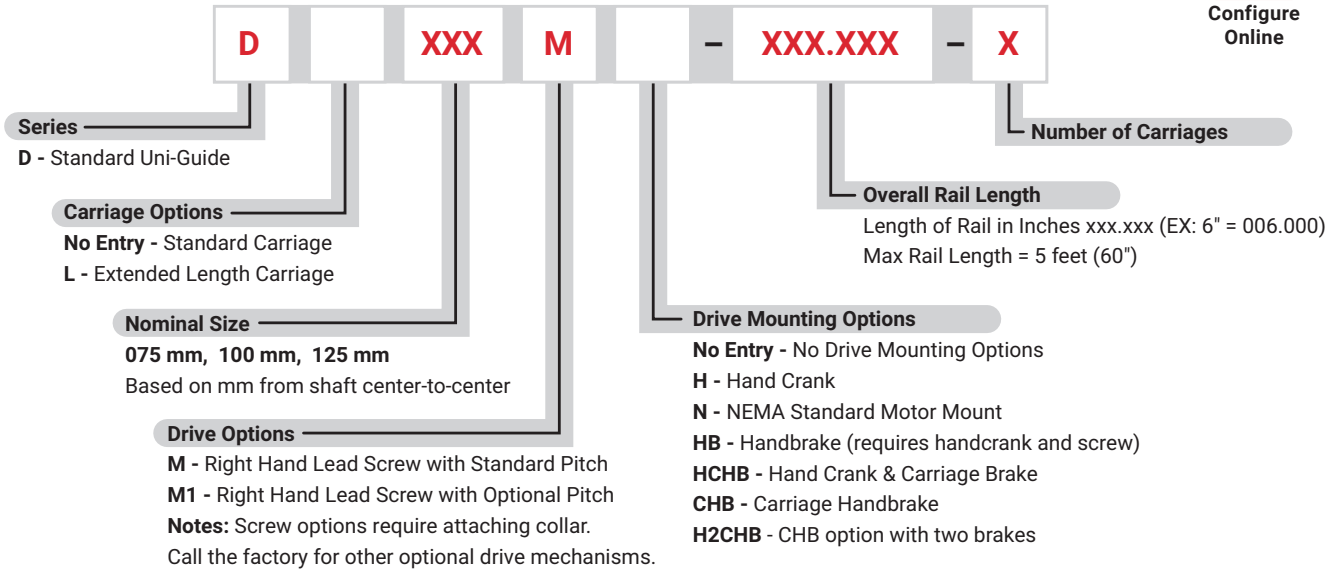 Configure
Online
D XXX M – XXX.XXX – X
Series
D - Standard Uni-Guide
Carriage Options
No Entry - Standard Carriage
L - Extended Length Carriage
Nominal Size
075 mm, 100 mm, 125 mm
Based on mm from shaft center-to-center
Drive Options
M - Right Hand Lead Screw with Standard Pitch
M1 - Right Hand Lead Screw with Optional Pitch
Notes: Screw options require attaching collar.
Call the factory for other optional drive mechanisms.
Number of Carriages
Overall Rail Length
Length of Rail in Inches xxx.xxx (EX: 6" = 006.000)
Max Rail Length = 5 feet (60")
Drive Mounting Options
No Entry - No Drive Mounting Options
H - Hand Crank
N - NEMA Standard Motor Mount
HB - Handbrake (requires handcrank and screw)
HCHB - Hand Crank & Carriage Brake
CHB - Carriage Handbrake
H2CHB - CHB option with two brakes